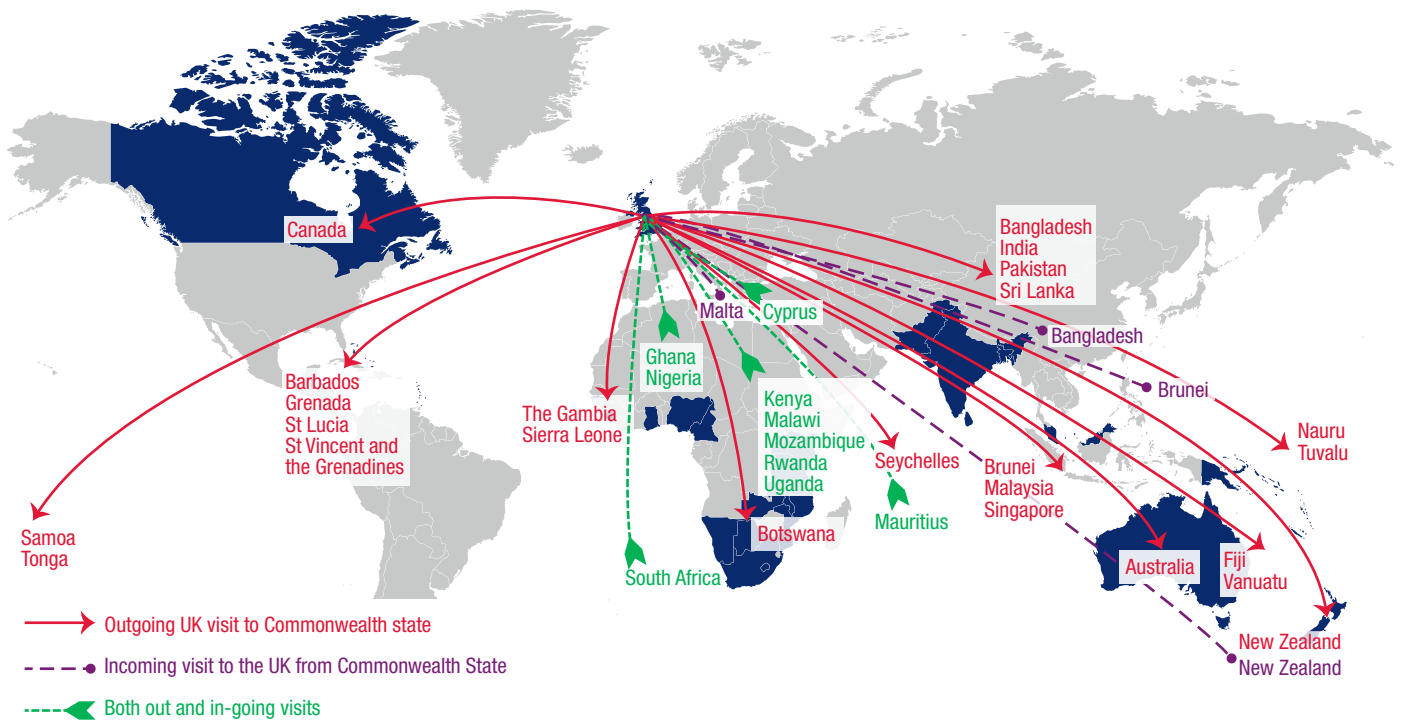 Canada
Barbados
Grenada
St Lucia
St Vincent and
the Grenadines
Samoa
Tonga
The Gambia
Sierra Leone
Ghana
Nigeria
Malta
Cyprus
Kenya
Malawi
Mozambique
Rwanda
Uganda
South Africa
Botswana
Seychelles
Mauritius
Bangladesh
India
Pakistan
Sri Lanka
Bangladesh
Brunei
Brunei
Malaysia
Singapore
Nauru
Tuvalu
Australia
Fiji
Vanuatu
New Zealand
New Zealand
Outgoing UK visit to Commonwealth state
Incoming visit to the UK from Commonwealth State
Both out and in-going visits